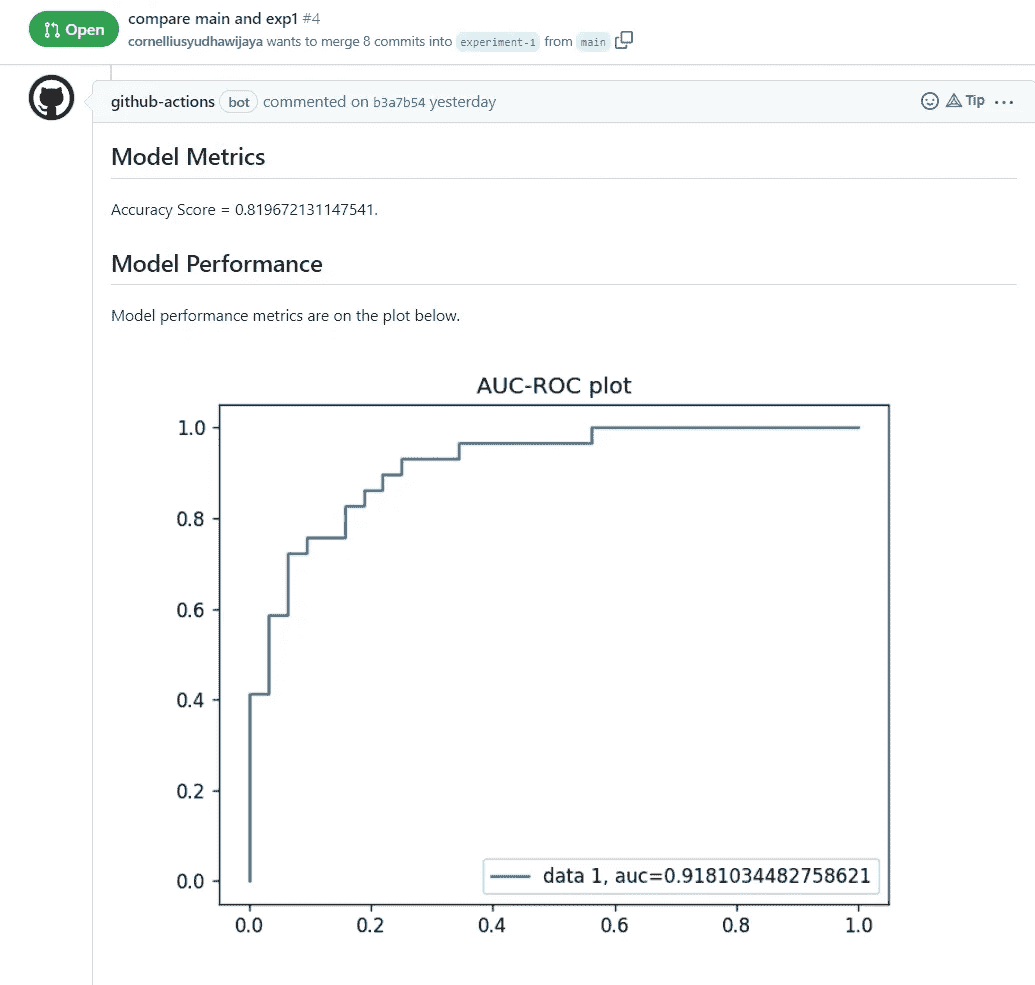 Open
compare main and exp1 #4
cornelliusyudhawijaya wants to merge 8 commits into experiment-1 from main
github-actions bot commented on b3a7b54 yesterday
Tip ...
Model Metrics
Accuracy Score = 0.819672131147541.
Model Performance
Model performance metrics are on the plot below.
AUC-ROC plot
1.0
0.8
0.6
0.4
0.2
0.0
data 1, auc=0.9181034482758621
0.0 0.2 0.4 0.6 0.8 1.0